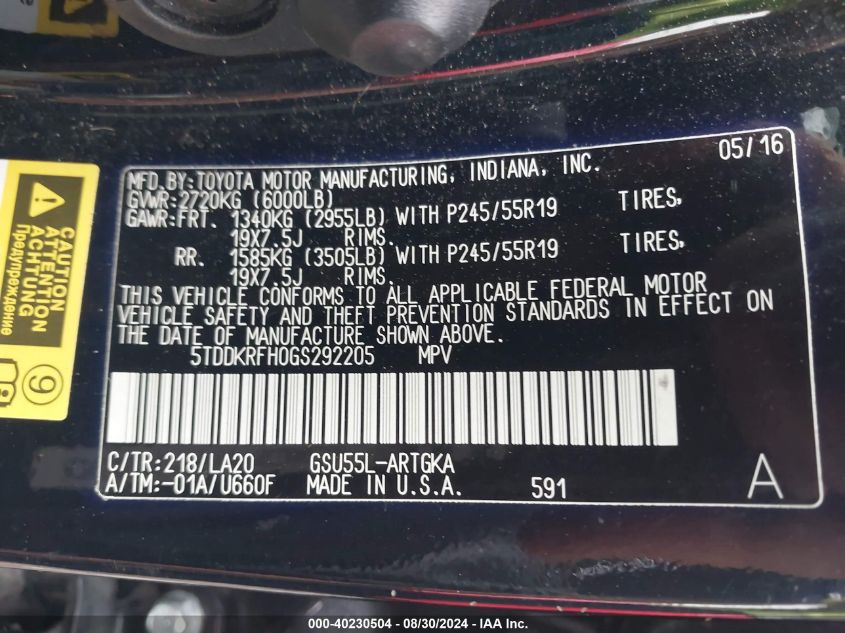 05/16
MFD.BY:TOYOTA MOTOR MANUFACTURING, INDIANA, INC.
GVWR:2720KG (6000LB)
GAWR:FRT. 1340KG (2955LB) WITH P245/55R19 TIRES,
19X7.5J RIMS.
RR. 1585KG (3505LB) WITH P245/55R19 TIRES,
19X7.5J RIMS.
THIS VEHICLE CONFORMS TO ALL APPLICABLE FEDERAL MOTOR
VEHICLE SAFETY AND THEFT PREVENTION STANDARDS IN EFFECT ON
THE DATE OF MANUFACTURE SHOWN ABOVE.
5TDDKRFH0GS292205 MPV
C/TR:218/LA20 GSU55L-ARTGKA
A/TM:-01A/U660F MADE IN U.S.A. 591 A
CAUTION
ATTENTION
ACHTUNG
Предупреждение
9
000-40230504 - 08/30/2024 - IAA Inc.